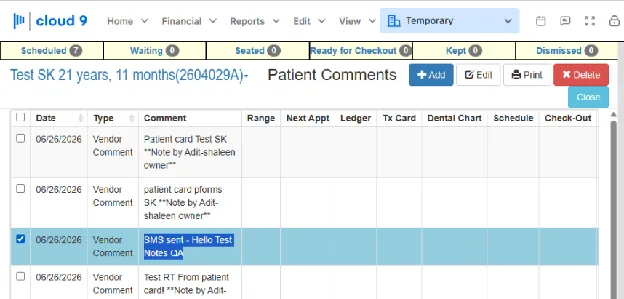 cloud 9 Home Financial Reports Edit View Temporary
Scheduled 7 Waiting 0 Seated 0 Ready for Checkout 0 Kept 0 Dismissed 0
Test SK 21 years, 11 months(2604029A) Patient Comments Add Edit Print Delete
Close
Date Type Comment Range Next Appt Ledger Tx Card Dental Chart Schedule Check-Out
06/26/2026 Vendor Patient card Test SK
Comment **Note by Adit-shaleen
owner**
06/26/2026 Vendor patient card pforms
Comment SK **Note by Adit-
shaleen owner**
06/26/2026 Vendor SMS sent - Hello Test
Comment Notes QA
06/26/2026 Vendor Test RT From patient
Comment card! **Note by Adit-